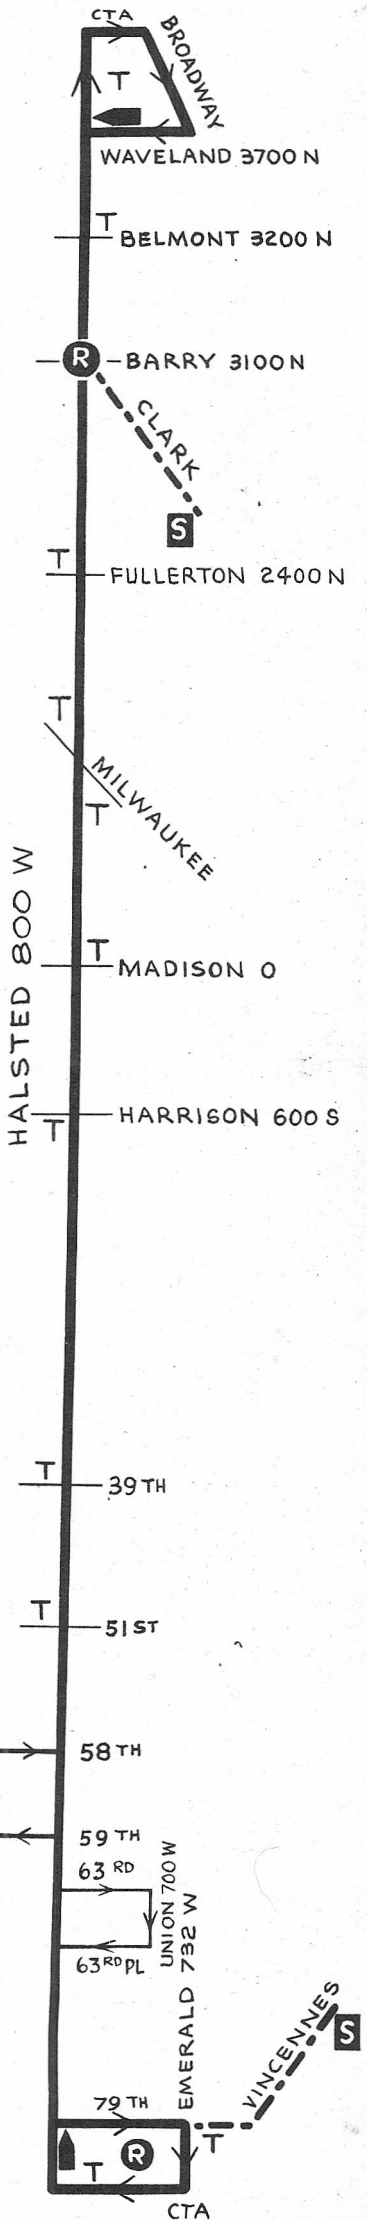 CTA
BROADWAY
T
WAVELAND 3700 N
T
BELMONT 3200 N
R
BARRY 3100 N
CLARK
S
T
FULLERTON 2400 N
T
MILWAUKEE
T
HALSTED 800 W
T
MADISON 0
HARRISON 600 S
T
T
39 TH
T
51 ST
58 TH
59 TH
63 RD
UNION 700 W
63 RD PL
EMERALD 732 W
VINCENNES
S
79 TH
T
R
T
CTA